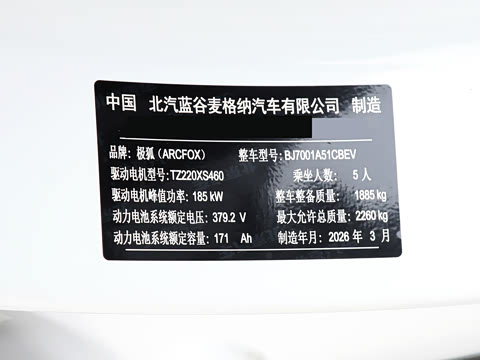 中国 北汽蓝谷麦格纳汽车有限公司 制造
品牌：极狐（ARCFOX） 整车型号：BJ7001A51CBEV
驱动电机型号：TZ220XS460 乘坐人数： 5 人
驱动电机峰值功率：185 kW 整车整备质量： 1885 kg
动力电池系统额定电压：379.2 V 最大允许总质量：2260 kg
动力电池系统额定容量：171 Ah 制造年月：2026 年 3 月